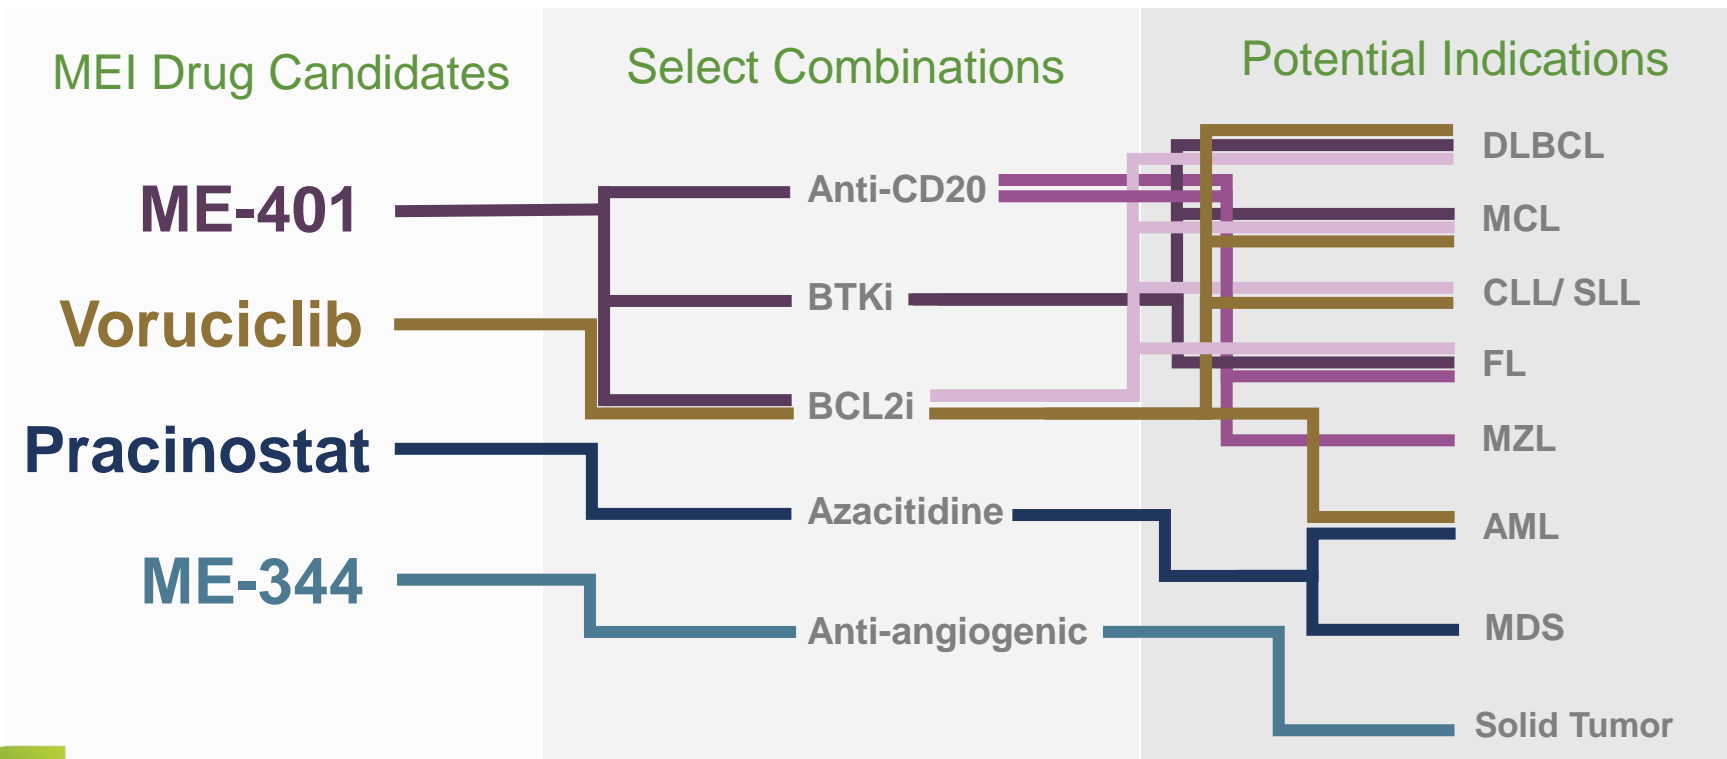 MEI Drug Candidates
Select Combinations
Potential Indications
ME-401
Voruciclib
Pracinostat
ME-344
Anti-CD20
BTKi
BCL2i
Azacitidine
Anti-angiogenic
DLBCL
MCL
CLL/ SLL
FL
MZL
AML
MDS
Solid Tumor